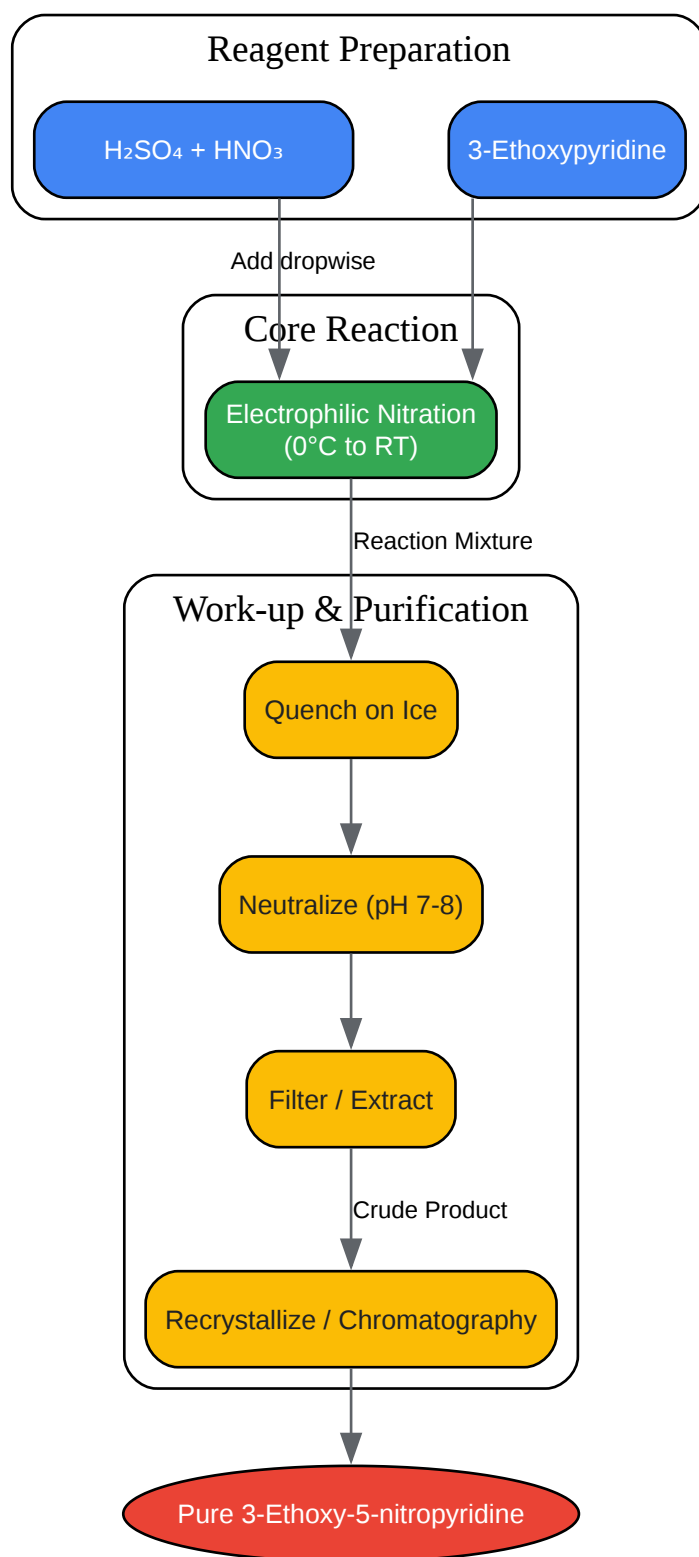 Reagent Preparation
H₂SO₄ + HNO₃
3-Ethoxypyridine
Add dropwise
Core Reaction
Electrophilic Nitration
(0°C to RT)
Reaction Mixture
Work-up & Purification
Quench on Ice
Neutralize (pH 7-8)
Filter / Extract
Crude Product
Recrystallize / Chromatography
Pure 3-Ethoxy-5-nitropyridine